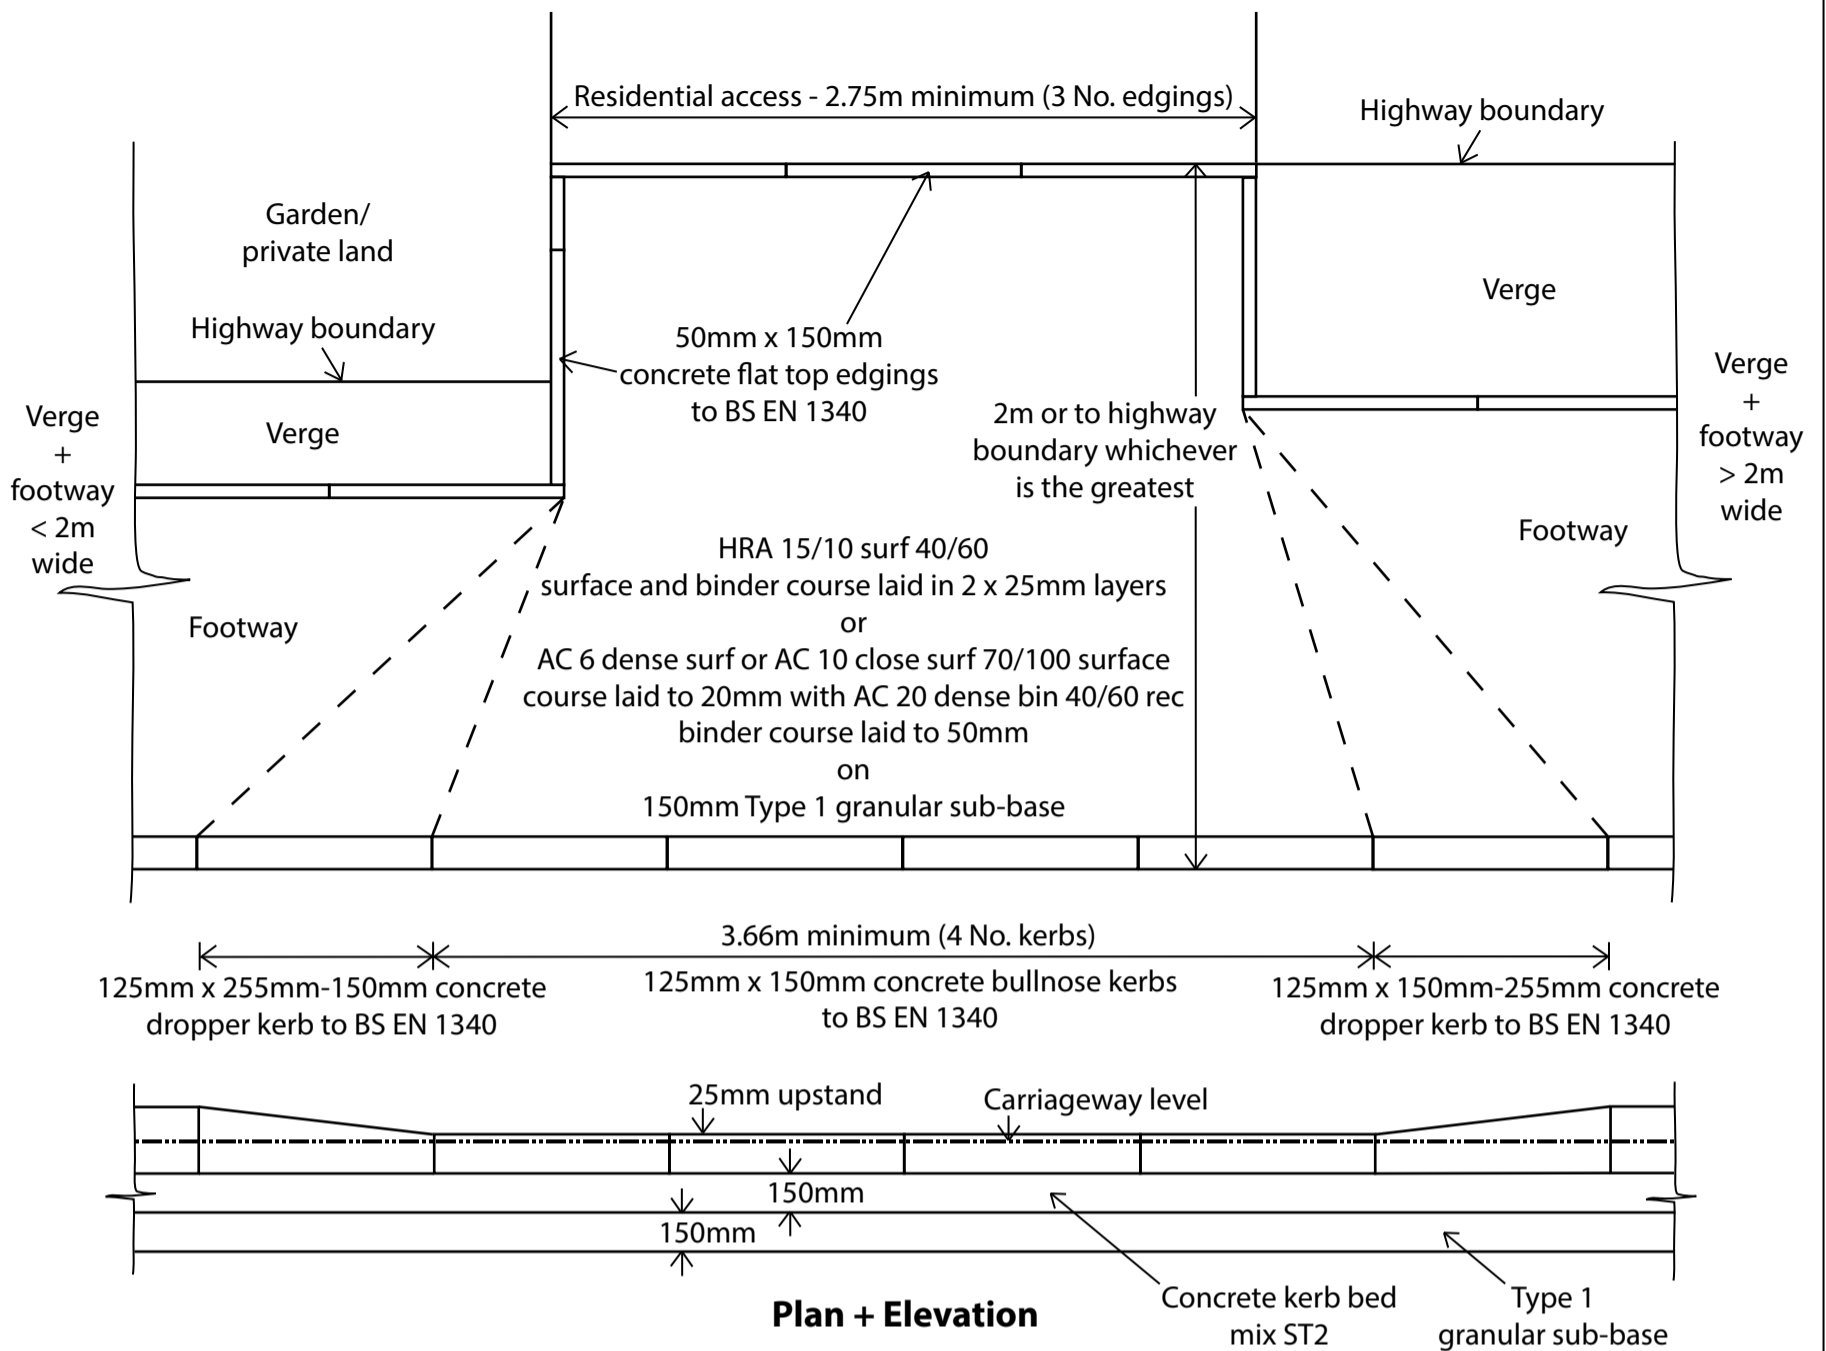 Residential access - 2.75m minimum (3 No. edgings)
Highway boundary
Garden/
private land
Verge
Highway boundary
50mm x 150mm
concrete flat top edgings
to BS EN 1340
Verge
+
footway
< 2m
wide
Verge
2m or to highway
boundary whichever
is the greatest
Verge
+
footway
> 2m
wide
Footway
Footway
HRA 15/10 surf 40/60
surface and binder course laid in 2 x 25mm layers
or
AC 6 dense surf or AC 10 close surf 70/100 surface
course laid to 20mm with AC 20 dense bin 40/60 rec
binder course laid to 50mm
on
150mm Type 1 granular sub-base
3.66m minimum (4 No. kerbs)
125mm x 255mm-150mm concrete
dropper kerb to BS EN 1340
125mm x 150mm concrete bullnose kerbs
to BS EN 1340
125mm x 150mm-255mm concrete
dropper kerb to BS EN 1340
25mm upstand
Carriageway level
150mm
150mm
Concrete kerb bed
mix ST2
Type 1
granular sub-base
Plan + Elevation